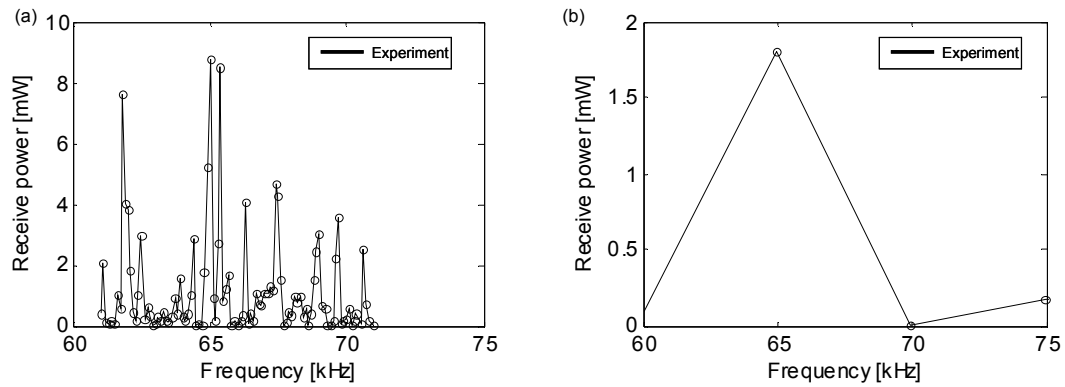 (a)
10
8
6
4
2
0
Receive power [mW]
Experiment
60
65
70
75
Frequency [kHz]
(b)
2
1.5
1
0.5
0
Receive power [mW]
Experiment
60
65
70
75
Frequency [kHz]